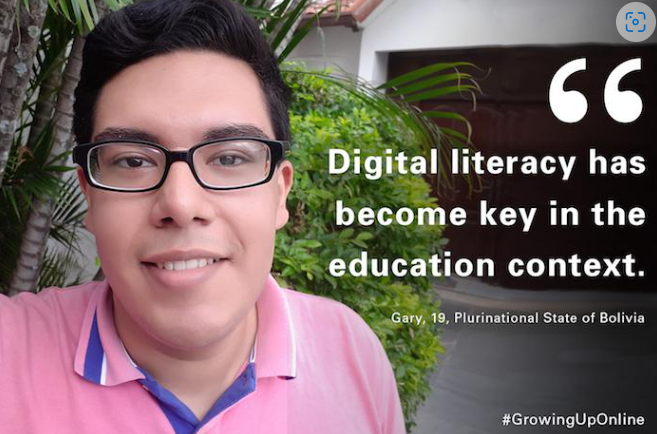 “
Digital literacy has
become key in the
education context.
Gary, 19, Plurinational State of Bolivia
#GrowingUpOnline